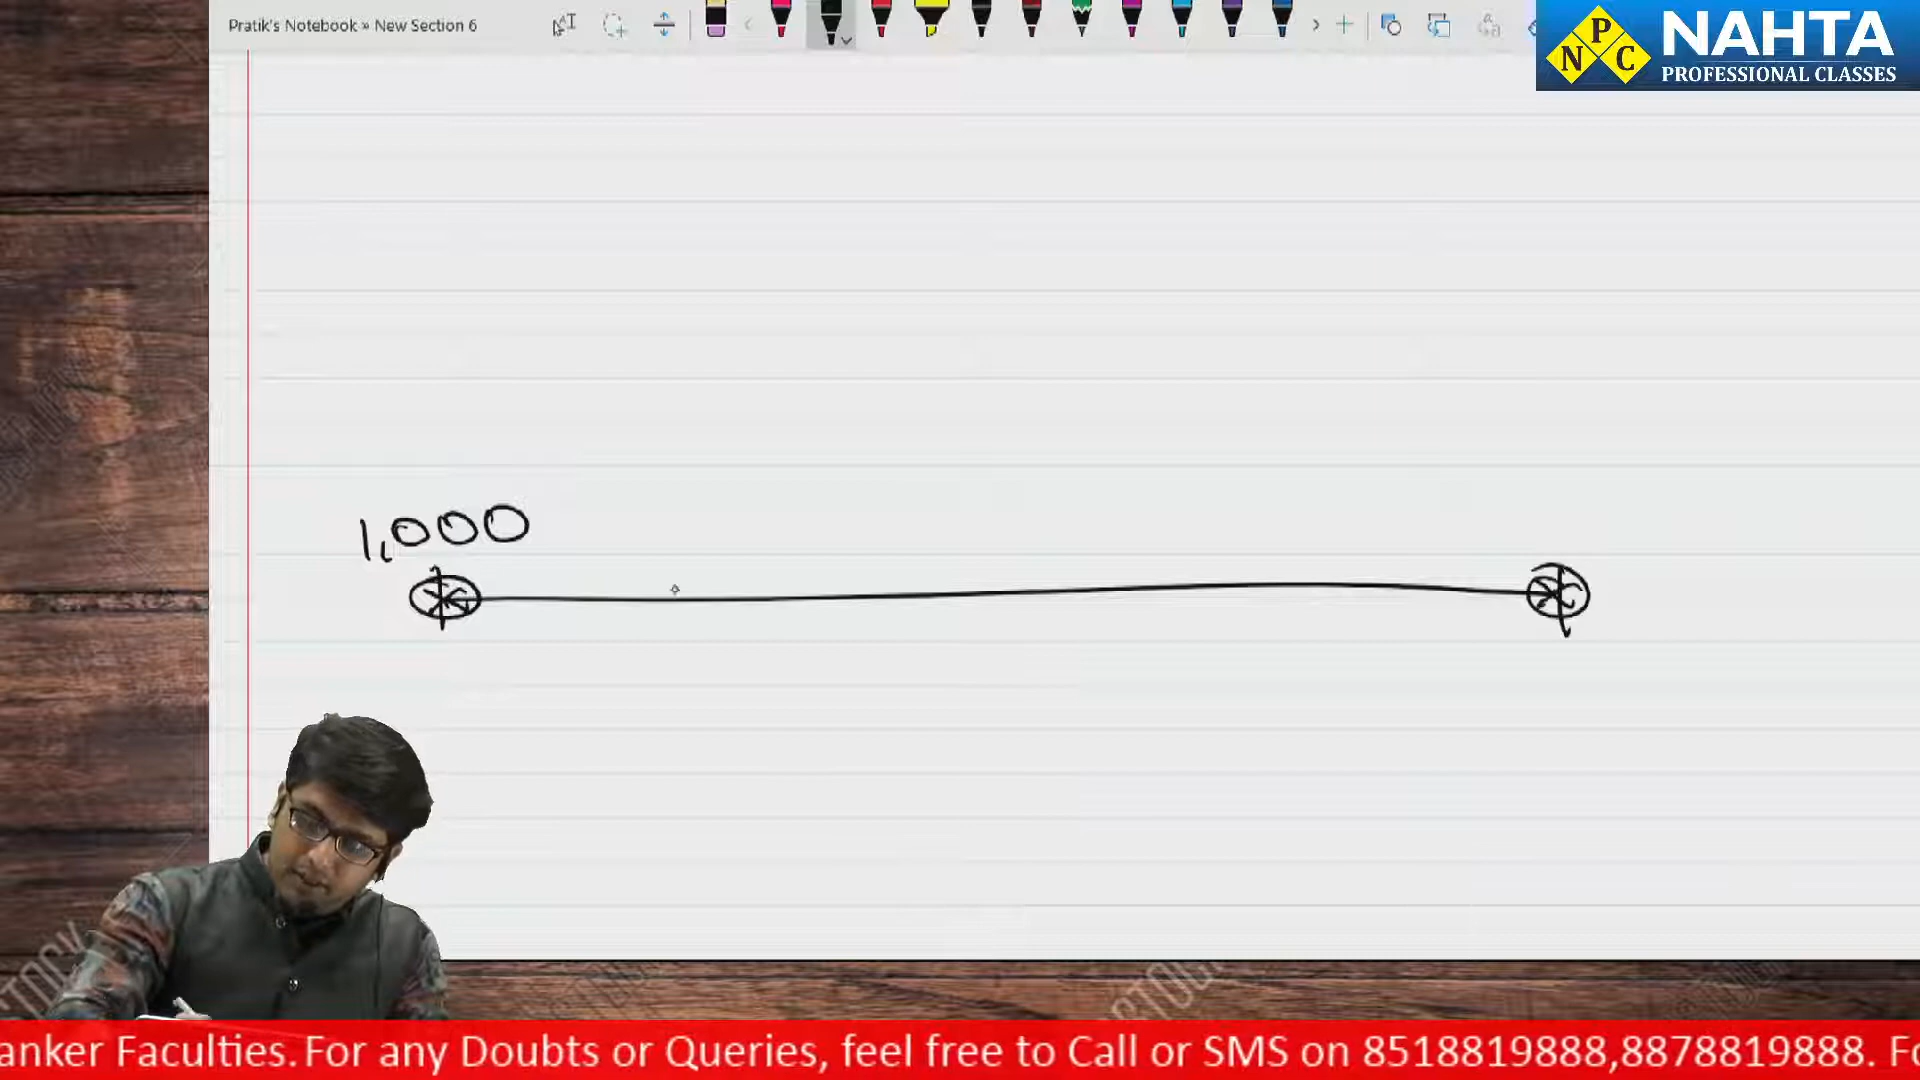 Pratik's Notebook » New Section 6
NPC
NAHTA
PROFESSIONAL CLASSES
1,000
anker Faculties. For any Doubts or Queries, feel free to Call or SMS on 8518819888,8878819888. Fo